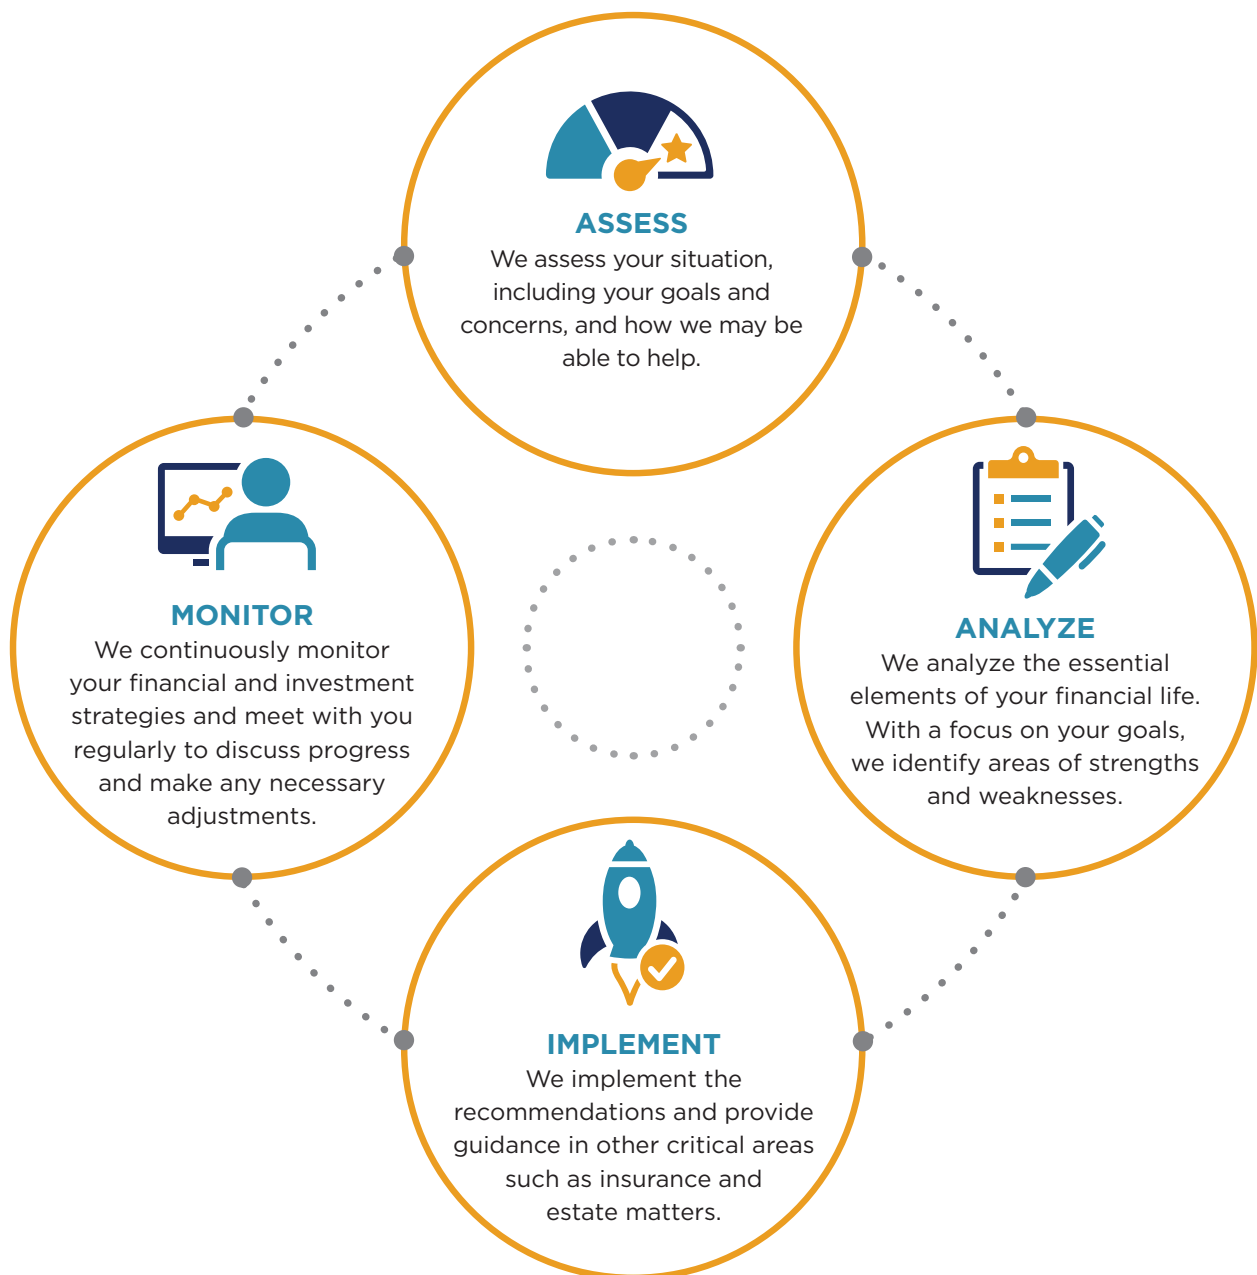 ASSESS
We assess your situation,
including your goals and
concerns, and how we may be
able to help.
ANALYZE
We analyze the essential
elements of your financial life.
With a focus on your goals,
we identify areas of strengths
and weaknesses.
IMPLEMENT
We implement the
recommendations and provide
guidance in other critical areas
such as insurance and
estate matters.
MONITOR
We continuously monitor
your financial and investment
strategies and meet with you
regularly to discuss progress
and make any necessary
adjustments.